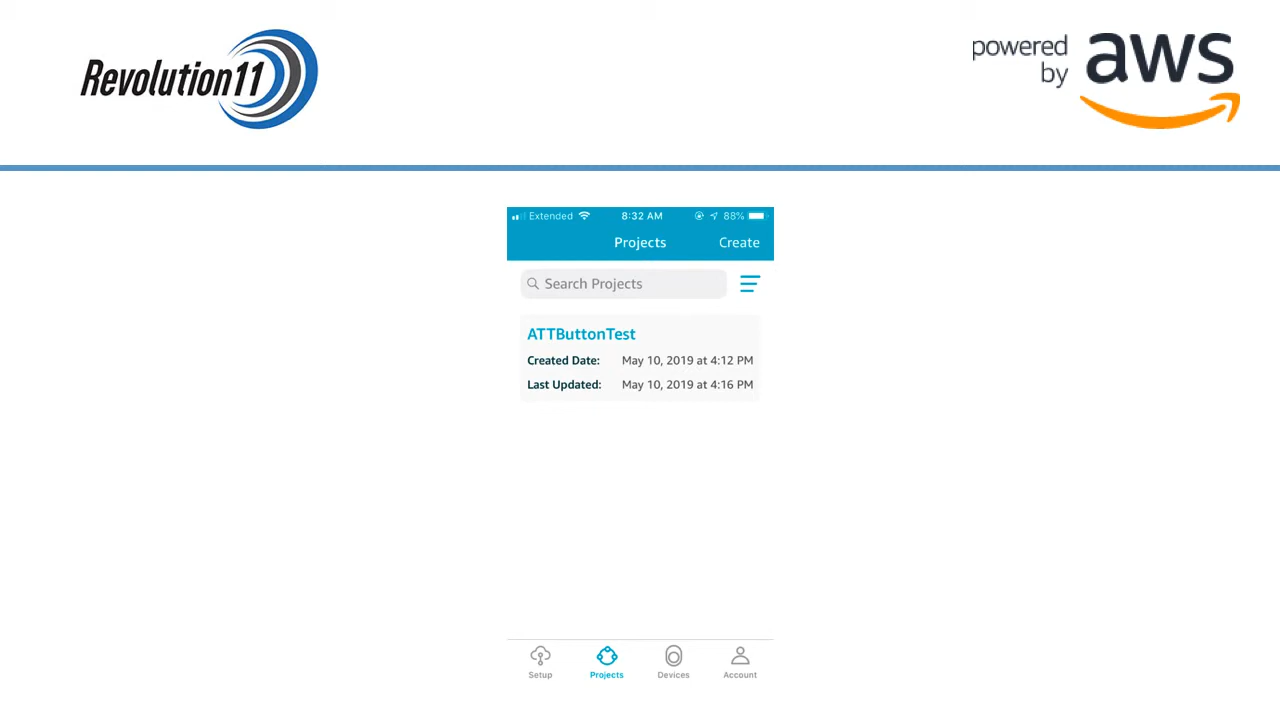 Revolution11
powered
by
aws
Extended 8:32 AM 88%
Projects Create
Search Projects
ATTButtonTest
Created Date: May 10, 2019 at 4:12 PM
Last Updated: May 10, 2019 at 4:16 PM
Setup Projects Devices Account